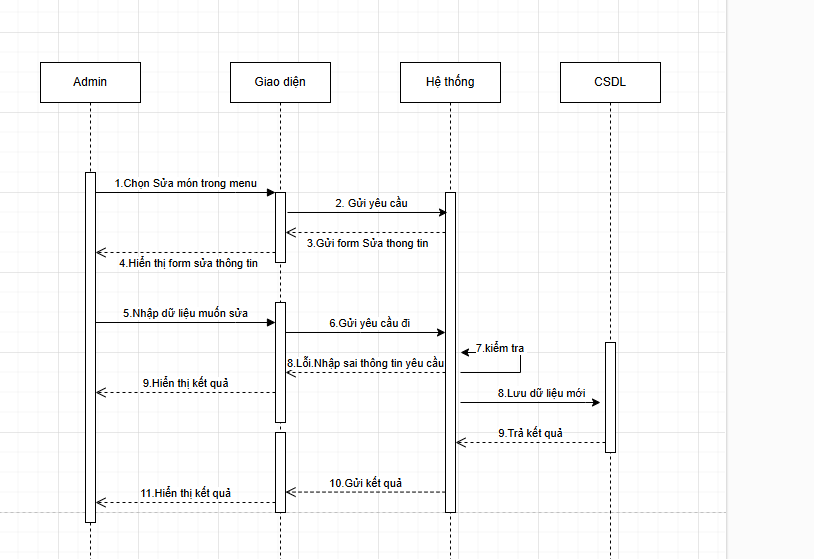 Admin
Giao diện
Hệ thống
CSDL
1.Chọn Sửa món trong menu
2. Gửi yêu cầu
3.Gửi form Sửa thong tin
4.Hiển thị form sửa thông tin
5.Nhập dữ liệu muốn sửa
6.Gửi yêu cầu đi
7.kiểm tra
8.Lỗi.Nhập sai thông tin yêu cầu
9.Hiển thị kết quả
8.Lưu dữ liệu mới
9.Trả kết quả
10.Gửi kết quả
11.Hiển thị kết quả